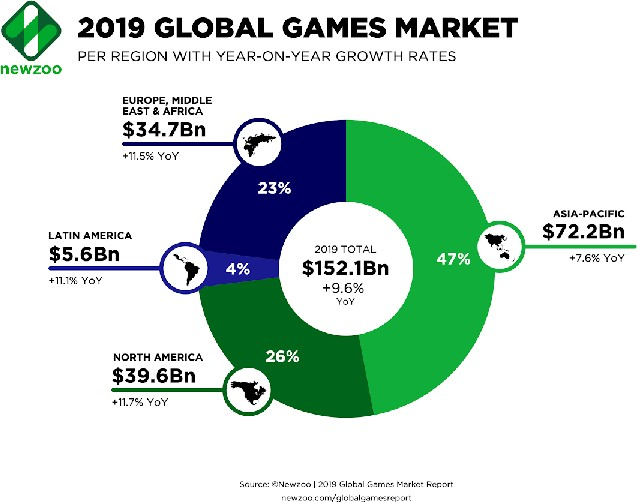 newzoo
2019 GLOBAL GAMES MARKET
PER REGION WITH YEAR-ON-YEAR GROWTH RATES
EUROPE, MIDDLE
EAST & AFRICA
$34.7Bn
+11.5% YoY
23%
ASIA-PACIFIC
$72.2Bn
+7.6% YoY
47%
LATIN AMERICA
$5.6Bn
+11.1% YoY
4%
2019 TOTAL
$152.1Bn
+9.6%
YoY
NORTH AMERICA
$39.6Bn
+11.7% YoY
26%
Source: ©Newzoo | 2019 Global Games Market Report
newzoo.com/globalgamesreport